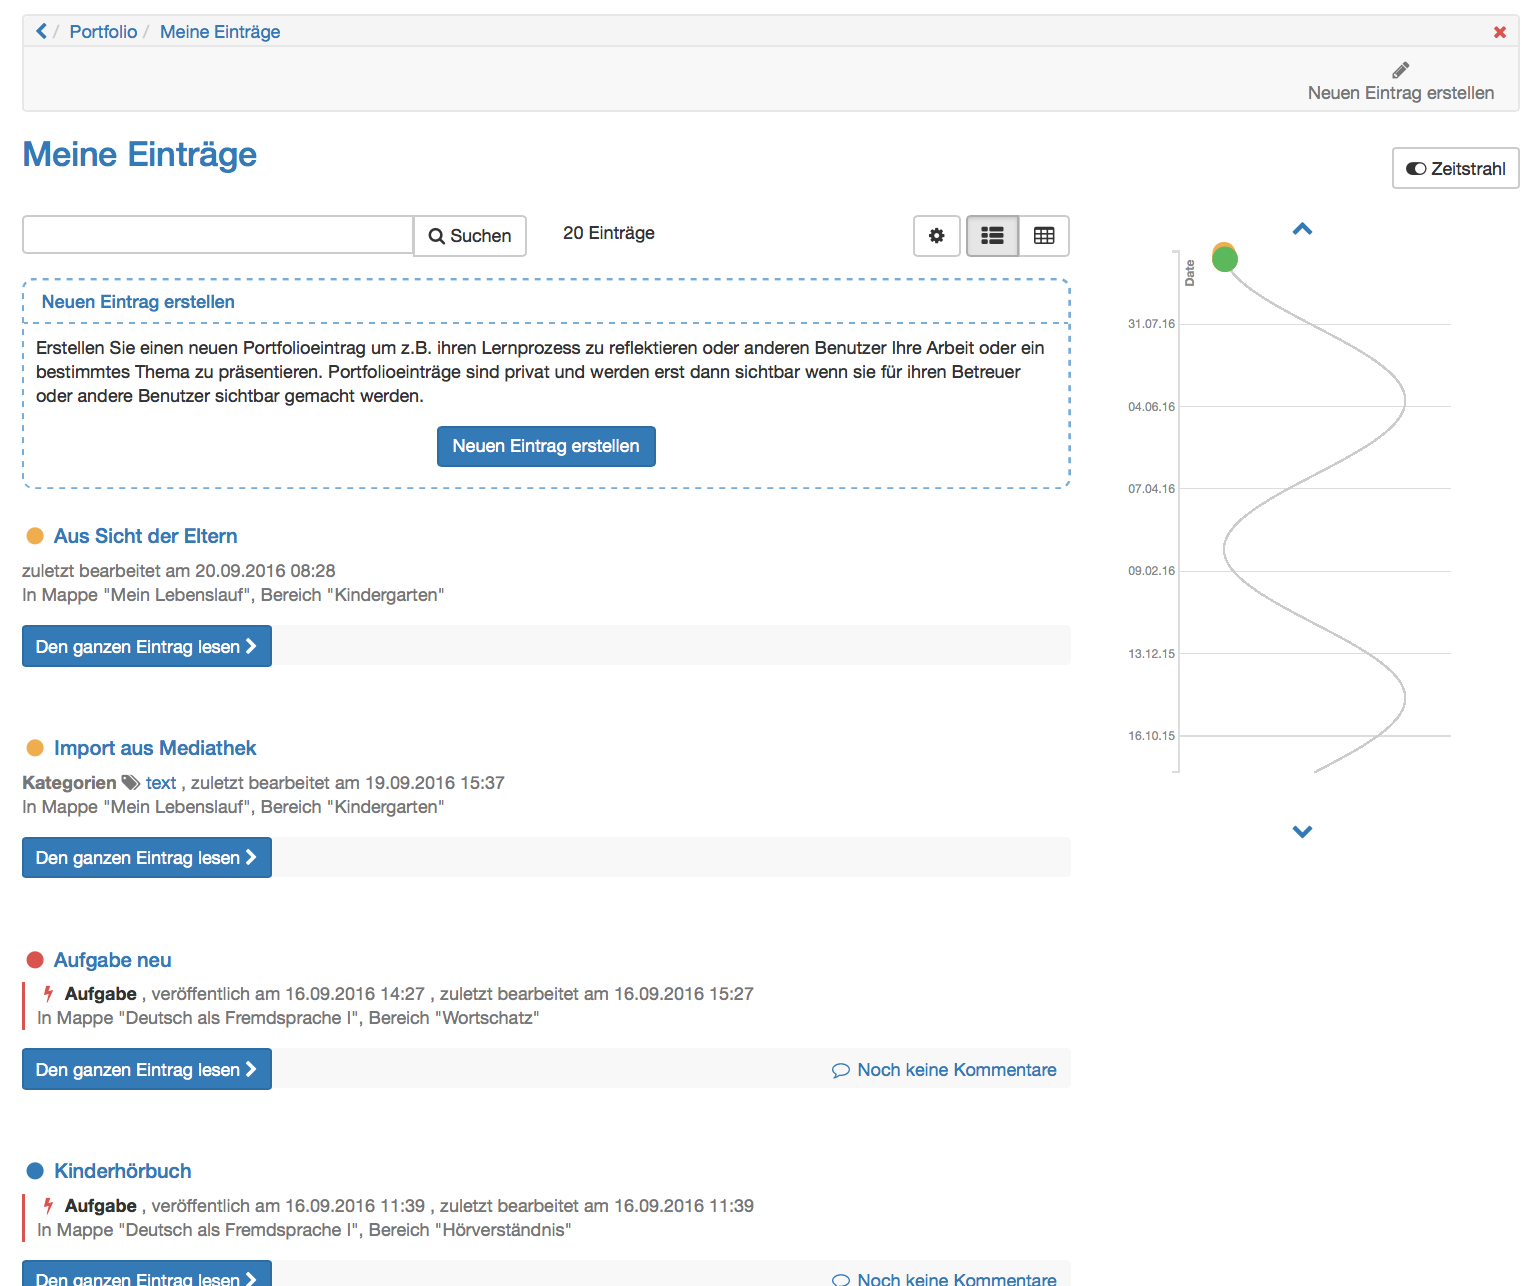 / Portfolio / Meine Einträge
Neuen Eintrag erstellen
Meine Einträge
Zeitstrahl
Suchen
20 Einträge
Neuen Eintrag erstellen
Erstellen Sie einen neuen Portfolioeintrag um z.B. ihren Lernprozess zu reflektieren oder anderen Benutzer Ihre Arbeit oder ein
bestimmtes Thema zu präsentieren. Portfolioeinträge sind privat und werden erst dann sichtbar wenn sie für ihren Betreuer
oder andere Benutzer sichtbar gemacht werden.
Neuen Eintrag erstellen
Aus Sicht der Eltern
zuletzt bearbeitet am 20.09.2016 08:28
In Mappe "Mein Lebenslauf", Bereich "Kindergarten"
Den ganzen Eintrag lesen
Import aus Mediathek
Kategorien text , zuletzt bearbeitet am 19.09.2016 15:37
In Mappe "Mein Lebenslauf", Bereich "Kindergarten"
Den ganzen Eintrag lesen
Aufgabe neu
Aufgabe , veröffentlich am 16.09.2016 14:27 , zuletzt bearbeitet am 16.09.2016 15:27
In Mappe "Deutsch als Fremdsprache I", Bereich "Wortschatz"
Den ganzen Eintrag lesen
Noch keine Kommentare
Kinderhörbuch
Aufgabe , veröffentlich am 16.09.2016 11:39 , zuletzt bearbeitet am 16.09.2016 11:39
In Mappe "Deutsch als Fremdsprache I", Bereich "Hörverständnis"
Den ganzen Eintrag lesen
Noch keine Kommentare
Date
31.07.16
04.06.16
07.04.16
09.02.16
13.12.15
16.10.15